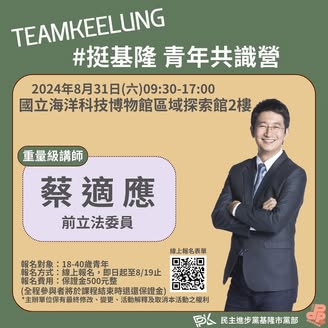 TEAMKEELUNG
#挺基隆 青年共識營
2024年8月31日(六)09:30-17:00
國立海洋科技博物館區域探索館2樓
重量級講師
蔡適應
前立法委員
線上報名表單
報名對象：18-40歲青年
報名方式：線上報名，即日起至8/19止
報名費用：保證金500元整
(全程參與者將於課程結束時退還保證金)
*主辦單位保有最終修改、變更、活動解釋及取消本活動之權利
民主進步黨基隆市黨部